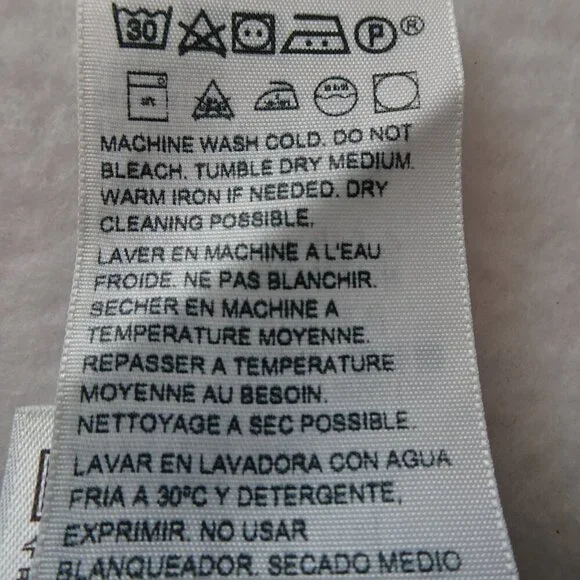 30 P ®
MACHINE WASH COLD. DO NOT
BLEACH. TUMBLE DRY MEDIUM.
WARM IRON IF NEEDED. DRY
CLEANING POSSIBLE.
LAVER EN MACHINE A L'EAU
FROIDE. NE PAS BLANCHIR.
SECHER EN MACHINE A
TEMPERATURE MOYENNE.
REPASSER A TEMPERATURE
MOYENNE AU BESOIN.
NETTOYAGE A SEC POSSIBLE.
LAVAR EN LAVADORA CON AGUA
FRIA A 30ºC Y DETERGENTE,
EXPRIMIR. NO USAR
BLANQUEADOR. SECADO MEDIO